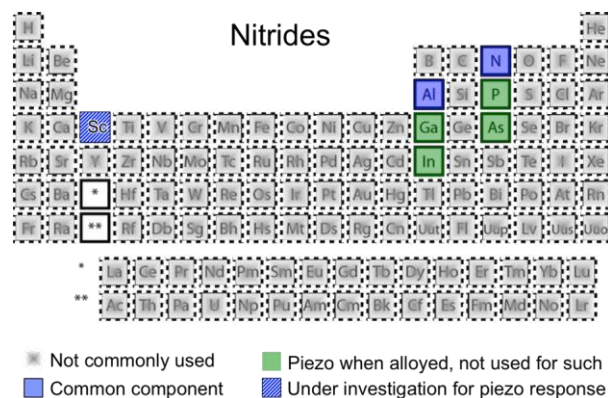 Nitrides
H He
Li Be B C N O F Ne
Na Mg Al Si P S Cl Ar
K Ca Sc Ti V Cr Mn Fe Co Ni Cu Zn Ga Ge As Se Br Kr
Rb Sr Y Zr Nb Mo Tc Ru Rh Pd Ag Cd In Sn Sb Te I Xe
Cs Ba * Hf Ta W Re Os Ir Pt Au Hg Tl Pb Bi Po At Rn
Fr Ra ** Rf Db Sg Bh Hs Mt Ds Rg Cn Uut Fl Uup Lv Uus Uuo
* La Ce Pr Nd Pm Sm Eu Gd Tb Dy Ho Er Tm Yb Lu
** Ac Th Pa U Np Pu Am Cm Bk Cf Es Fm Md No Lr
Not commonly used
Piezo when alloyed, not used for such
Common component
Under investigation for piezo response